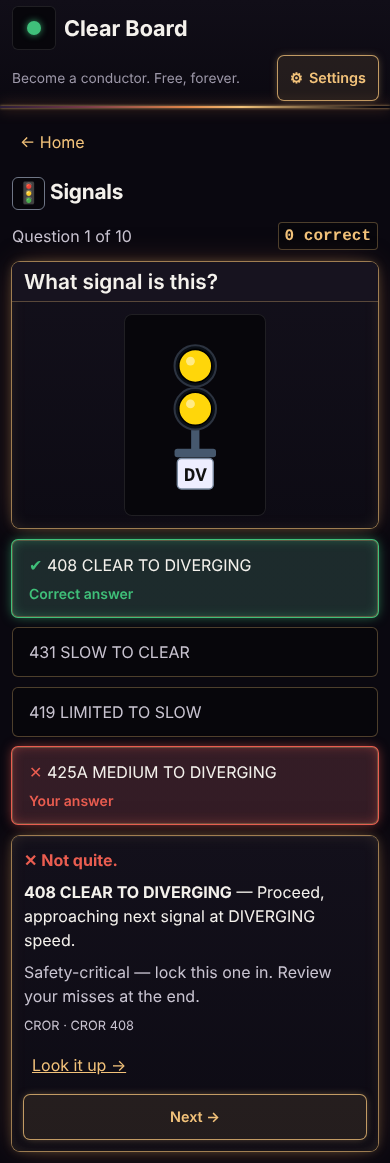 Clear Board
Become a conductor. Free, forever.
⚙ Settings
← Home
Signals
Question 1 of 10
0 correct
What signal is this?
DV
✔ 408 CLEAR TO DIVERGING
Correct answer
431 SLOW TO CLEAR
419 LIMITED TO SLOW
✕ 425A MEDIUM TO DIVERGING
Your answer
✕ Not quite.
408 CLEAR TO DIVERGING — Proceed,
approaching next signal at DIVERGING
speed.
Safety-critical — lock this one in. Review
your misses at the end.
CROR · CROR 408
Look it up →
Next →